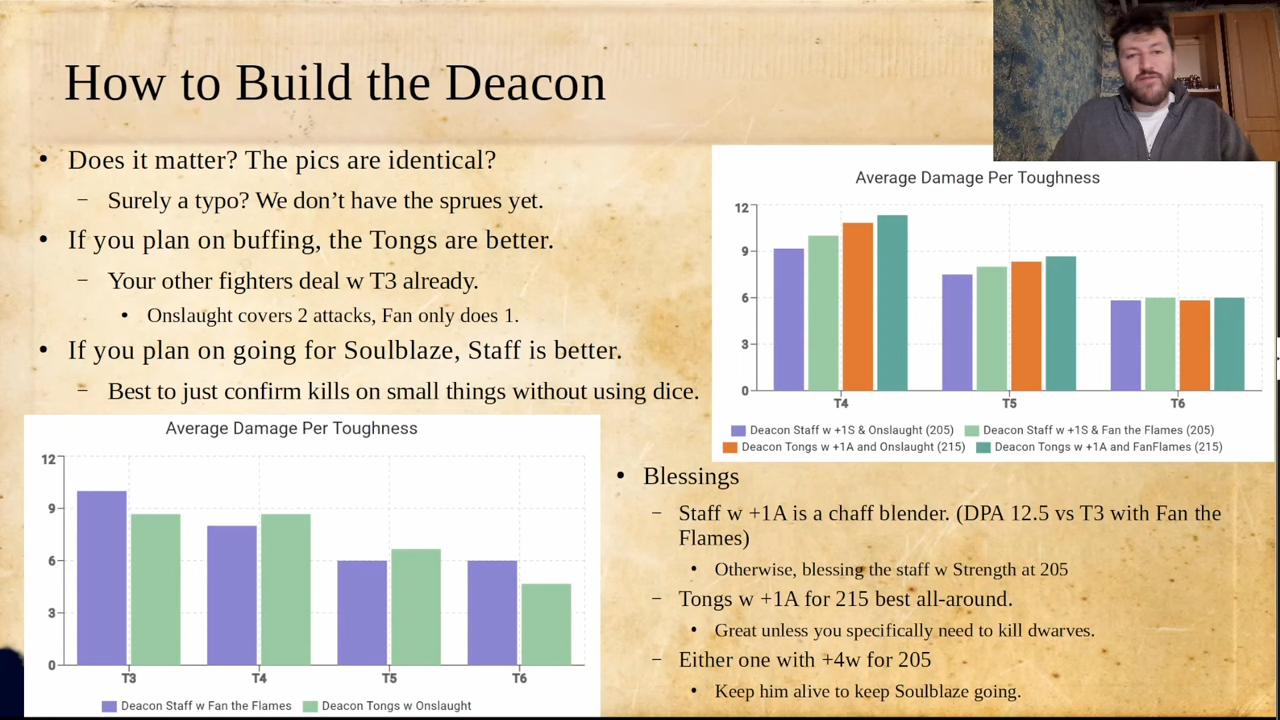 How to Build the Deacon
• Does it matter? The pics are identical?
– Surely a typo? We don't have the sprues yet.
• If you plan on buffing, the Tongs are better.
– Your other fighters deal w T3 already.
• Onslaught covers 2 attacks, Fan only does 1.
• If you plan on going for Soulblaze, Staff is better.
– Best to just confirm kills on small things without using dice.
Average Damage Per Toughness
12
9
6
3
0
T4 T5 T6
Deacon Staff w +1S & Onslaught (205) Deacon Staff w +1S & Fan the Flames (205)
Deacon Tongs w +1A and Onslaught (215) Deacon Tongs w +1A and FanFlames (215)
Average Damage Per Toughness
12
9
6
3
0
T3 T4 T5 T6
Deacon Staff w Fan the Flames Deacon Tongs w Onslaught
• Blessings
– Staff w +1A is a chaff blender. (DPA 12.5 vs T3 with Fan the
Flames)
• Otherwise, blessing the staff w Strength at 205
– Tongs w +1A for 215 best all-around.
• Great unless you specifically need to kill dwarves.
– Either one with +4w for 205
• Keep him alive to keep Soulblaze going.